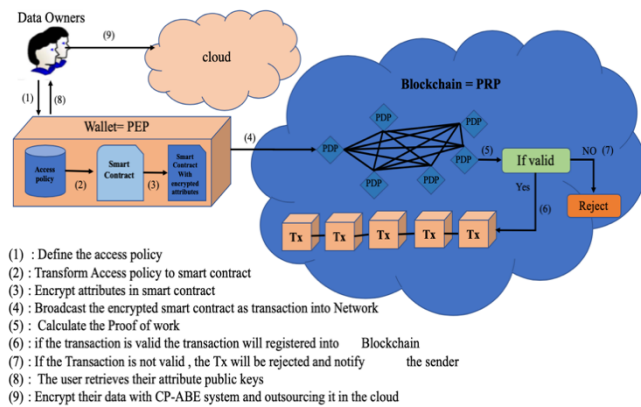 Data Owners
(9)
cloud
(1)
(8)
Blockchain = PRP
Wallet= PEP
(4)
PDP
PDP
PDP
PDP
PDP
PDP
(5)
If valid
NO (7)
Access
policy
(2)
Smart
Contract
(3)
Smart
Contract
With
encrypted
attributes
Yes
(6)
Reject
Tx
Tx
Tx
Tx
Tx
(1) : Define the access policy
(2) : Transform Access policy to smart contract
(3) : Encrypt attributes in smart contract
(4) : Broadcast the encrypted smart contract as transaction into Network
(5) : Calculate the Proof of work
(6) : if the transaction is valid the transaction will registered into Blockchain
(7) : If the Transaction is not valid , the Tx will be rejected and notify the sender
(8) : The user retrieves their attribute public keys
(9) : Encrypt their data with CP-ABE system and outsourcing it in the cloud